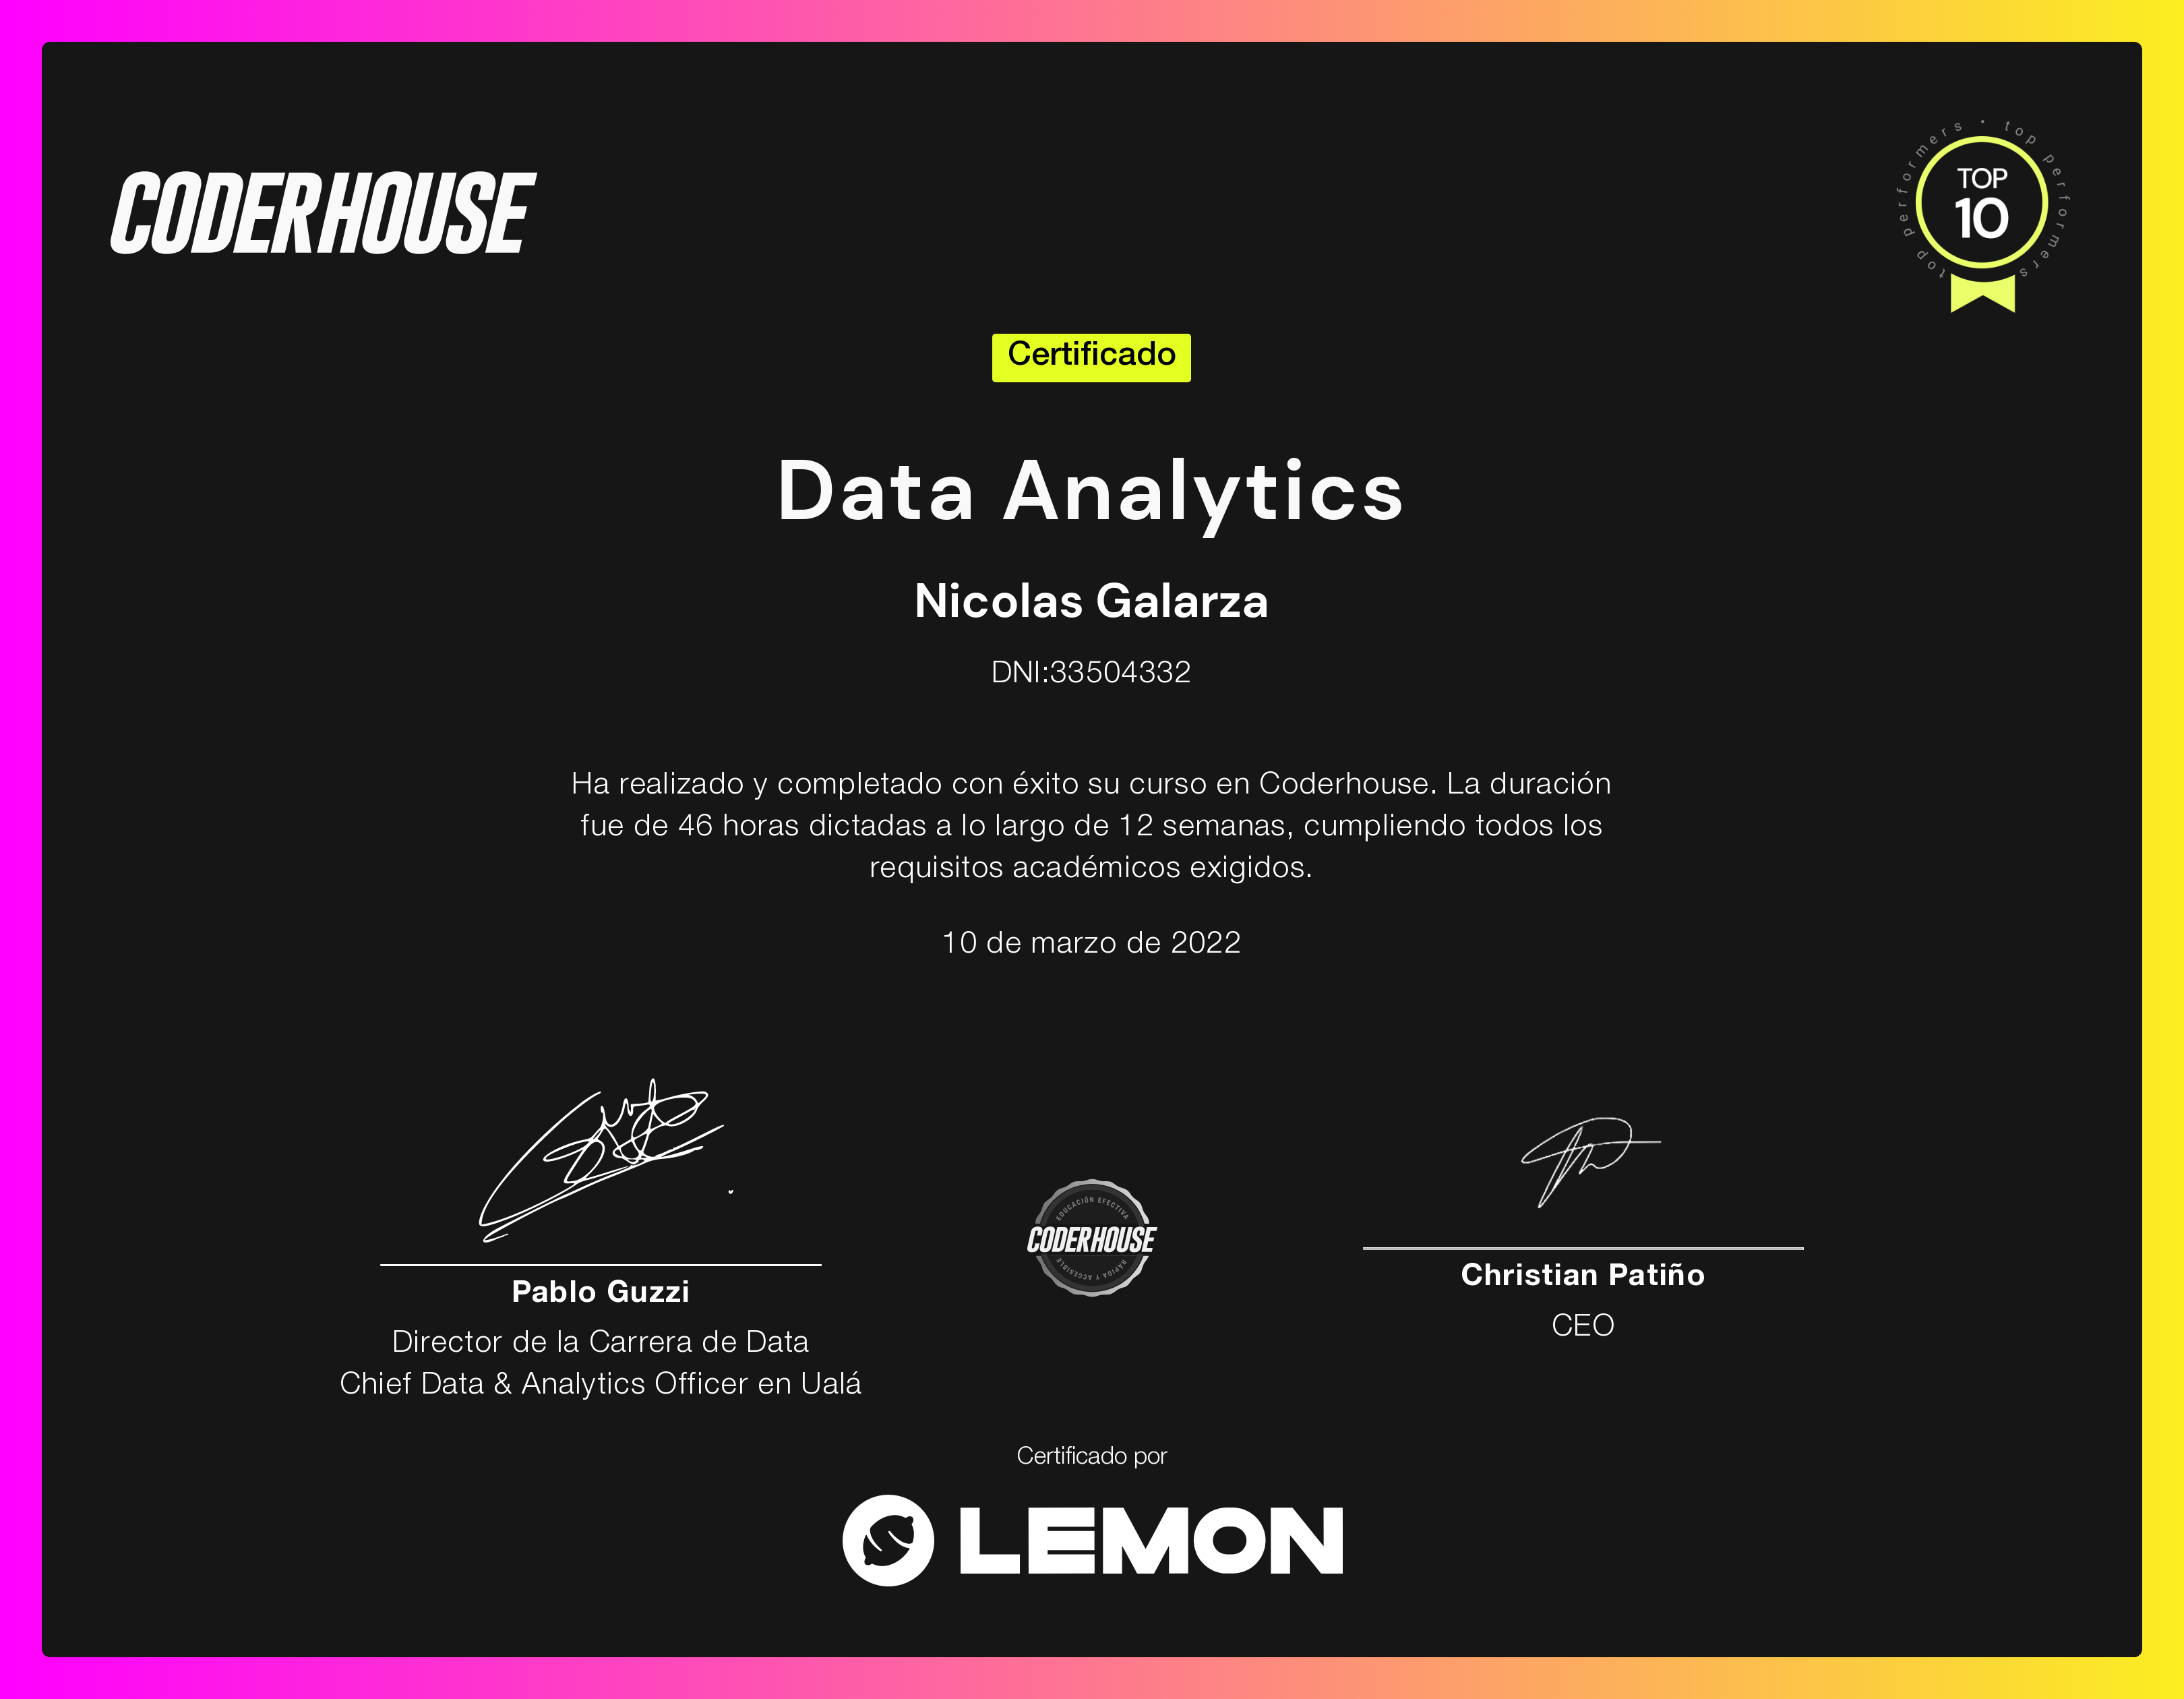 CODERHOUSE
top performers • top performers
TOP
10
Certificado
Data Analytics
Nicolas Galarza
DNI:33504332
Ha realizado y completado con éxito su curso en Coderhouse. La duración
fue de 46 horas dictadas a lo largo de 12 semanas, cumpliendo todos los
requisitos académicos exigidos.
10 de marzo de 2022
EDUCACIÓN EFECTIVA
CODERHOUSE
RÁPIDA Y ACCESIBLE
Pablo Guzzi
Director de la Carrera de Data
Chief Data & Analytics Officer en Ualá
Christian Patiño
CEO
Certificado por
LEMON